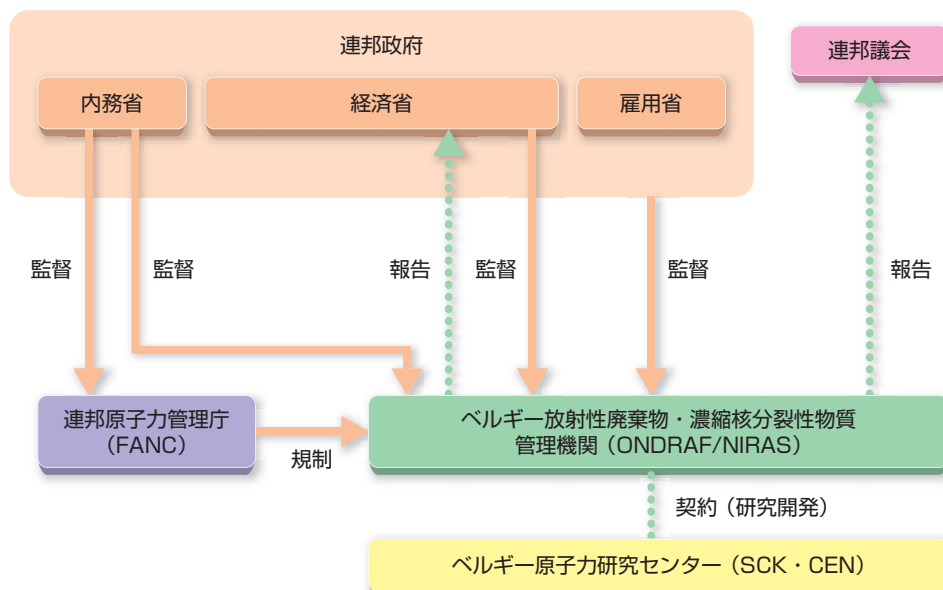 連邦政府
連邦議会
内務省
経済省
雇用省
監督
監督
報告
監督
監督
報告
連邦原子力管理庁
（FANC）
規制
ベルギー放射性廃棄物・濃縮核分裂性物質
管理機関（ONDRAF/NIRAS）
契約（研究開発）
ベルギー原子力研究センター（SCK・CEN）